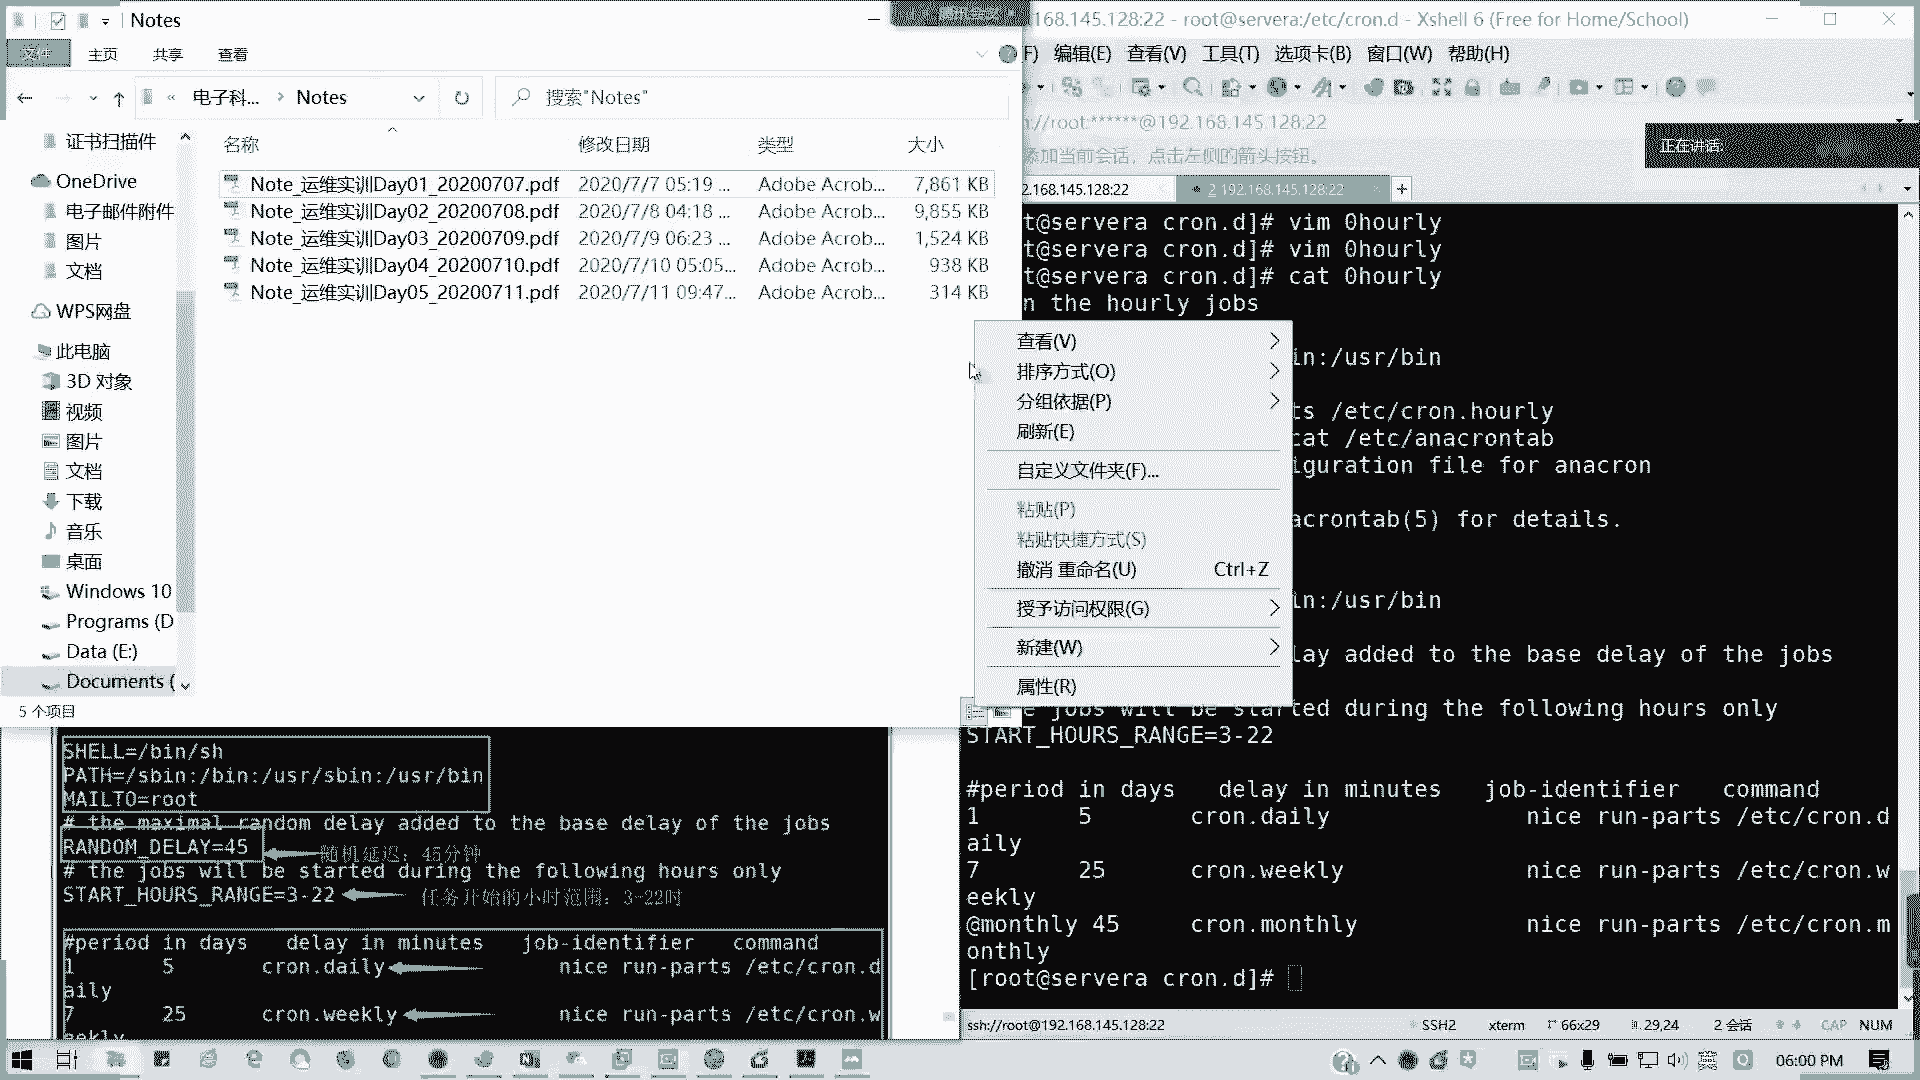 Notes
168.145.128:22 - root@servera:/etc/cron.d - Xshell 6 (Free for Home/School)
文件 主页 共享 查看
F) 编辑(E) 查看(V) 工具(T) 选项卡(B) 窗口(W) 帮助(H)
« 电子科... > Notes
搜索"Notes"
://root:******@192.168.145.128:22
添加当前会话，点击左侧的箭头按钮。
正在讲话:
2.168.145.128:22
2 192.168.145.128:22 +
证书扫描件
OneDrive
电子邮件附件
图片
文档
WPS网盘
此电脑
3D 对象
视频
图片
文档
下载
音乐
桌面
Windows 10
Programs (D
Data (E:)
Documents (
5 个项目
名称 修改日期 类型 大小
Note_运维实训Day01_20200707.pdf 2020/7/7 05:19 ... Adobe Acrob... 7,861 KB
Note_运维实训Day02_20200708.pdf 2020/7/8 04:18 ... Adobe Acrob... 9,855 KB
Note_运维实训Day03_20200709.pdf 2020/7/9 06:23 ... Adobe Acrob... 1,524 KB
Note_运维实训Day04_20200710.pdf 2020/7/10 05:05... Adobe Acrob... 938 KB
Note_运维实训Day05_20200711.pdf 2020/7/11 09:47... Adobe Acrob... 314 KB
查看(V)
排序方式(O)
分组依据(P)
刷新(E)
自定义文件夹(F)...
粘贴(P)
粘贴快捷方式(S)
撤消 重命名(U) Ctrl+Z
授予访问权限(G)
新建(W)
属性(R)
t@servera cron.d]# vim 0hourly
t@servera cron.d]# vim 0hourly
t@servera cron.d]# cat 0hourly
n the hourly jobs
in:/usr/bin
ts /etc/cron.hourly
cat /etc/anacrontab
iguration file for anacron
acrontab(5) for details.
in:/usr/bin
lay added to the base delay of the jobs
e jobs will be started during the following hours only
START_HOURS_RANGE=3-22
#period in days delay in minutes job-identifier command
1 5 cron.daily nice run-parts /etc/cron.d
aily
7 25 cron.weekly nice run-parts /etc/cron.w
eekly
@monthly 45 cron.monthly nice run-parts /etc/cron.m
onthly
[root@servera cron.d]#
SHELL=/bin/sh
PATH=/sbin:/bin:/usr/sbin:/usr/bin
MAILTO=root
# the maximal random delay added to the base delay of the jobs
RANDOM_DELAY=45 随机延迟：45分钟
# the jobs will be started during the following hours only
START_HOURS_RANGE=3-22 任务开始的小时范围：3-22时
#period in days delay in minutes job-identifier command
1 5 cron.daily nice run-parts /etc/cron.d
aily
7 25 cron.weekly nice run-parts /etc/cron.w
eekly
ssh://root@192.168.145.128:22 SSH2 xterm 66x29 29,24 2 会话 CAP NUM
英 06:00 PM